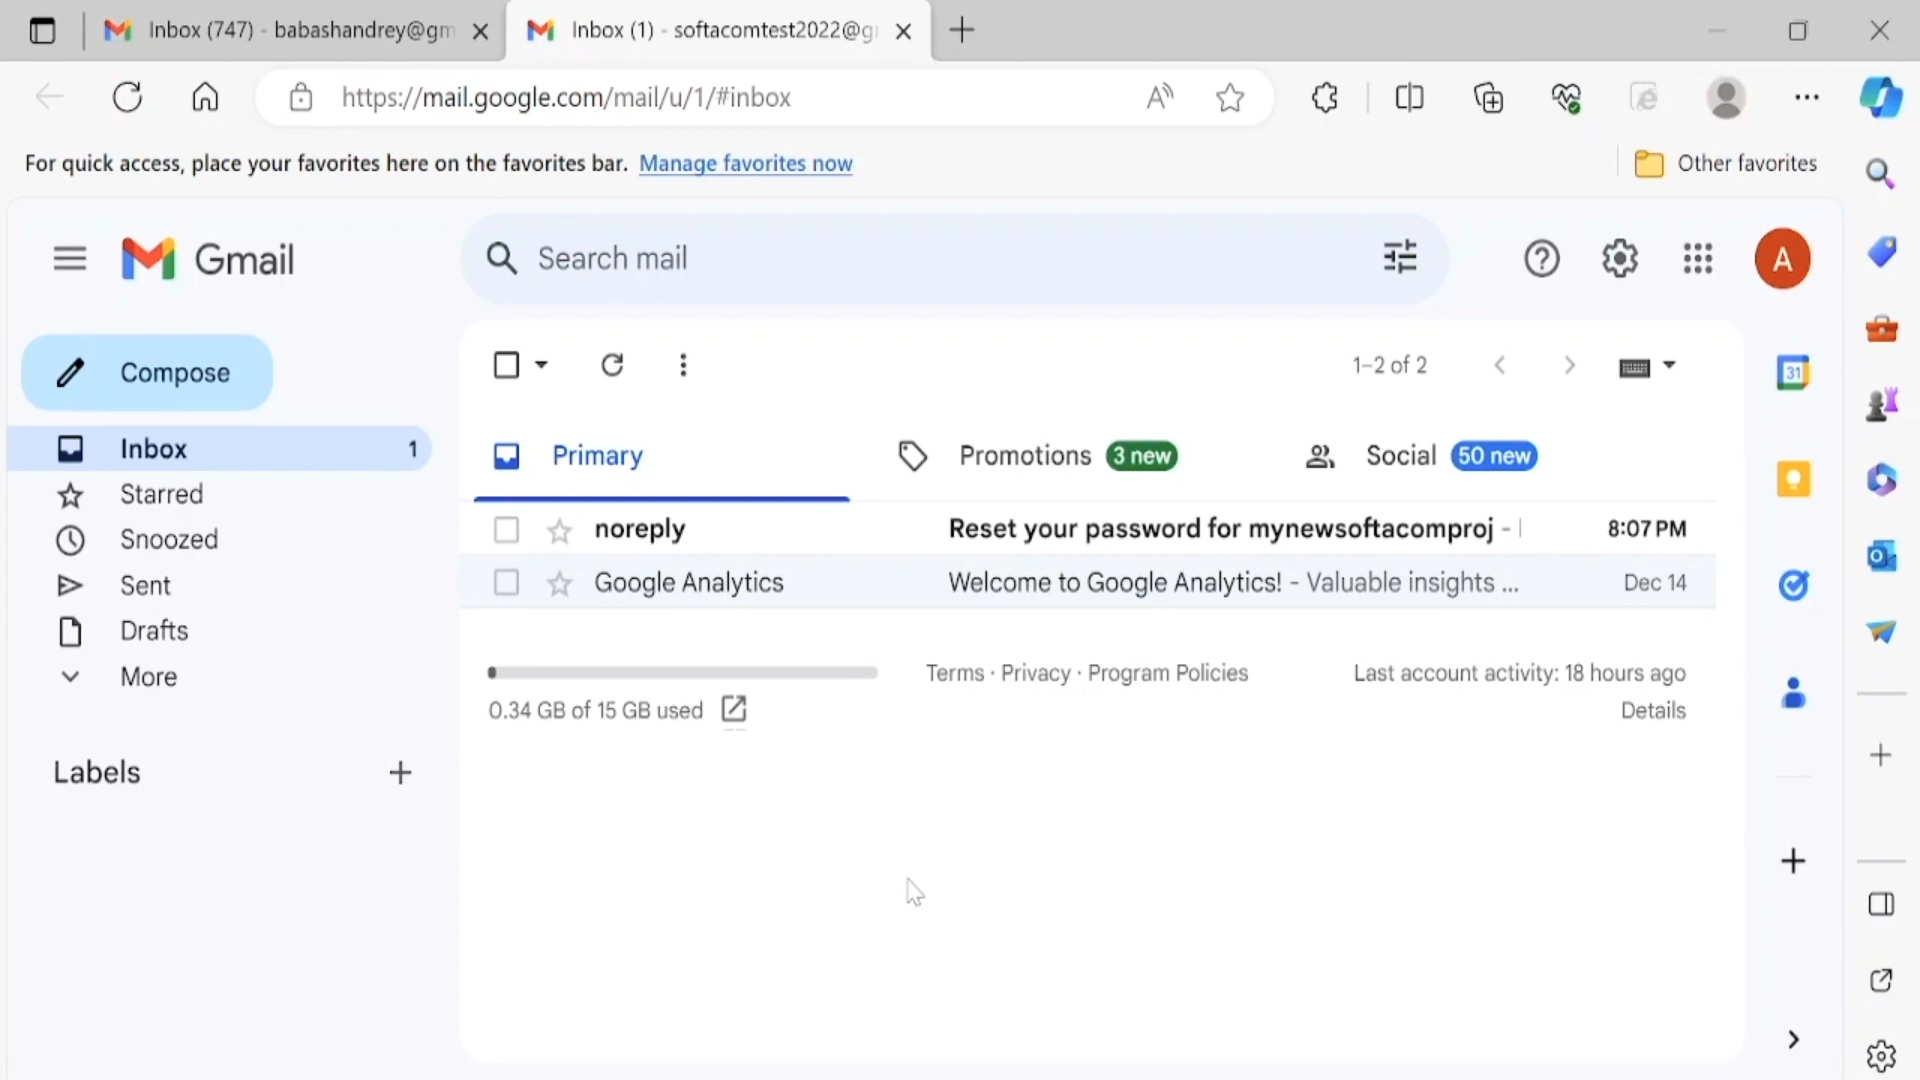 Inbox (747) - babashandrey@gm
Inbox (1) - softacomtest2022@g
https://mail.google.com/mail/u/1/#inbox
For quick access, place your favorites here on the favorites bar. Manage favorites now
Other favorites
Gmail
Search mail
A
Compose
1–2 of 2
31
Inbox 1
Primary
Promotions 3 new
Social 50 new
Starred
Snoozed
Sent
Drafts
More
noreply Reset your password for mynewsoftacomproj - 8:07 PM
Google Analytics Welcome to Google Analytics! - Valuable insights ... Dec 14
Terms · Privacy · Program Policies
Last account activity: 18 hours ago
0.34 GB of 15 GB used
Details
Labels